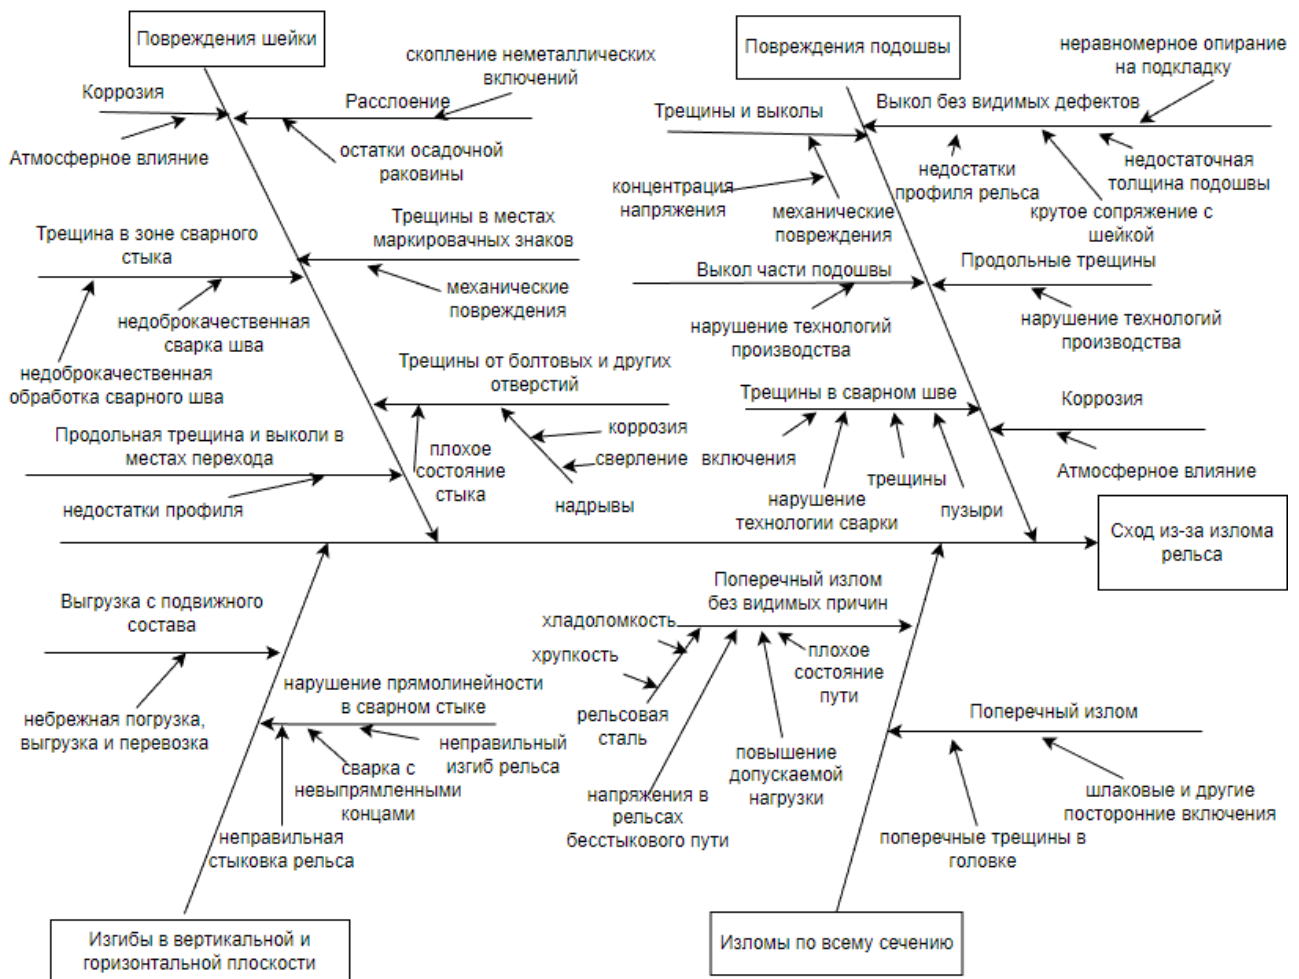 Повреждения шейки
Коррозия
Атмосферное влияние
скопление неметаллических
включений
Расслоение
остатки осадочной
раковины
Трещина в зоне сварного
стыка
недоброкачественная
сварка шва
недоброкачественная
обработка сварного шва
Трещины в местах
маркировачных знаков
механические
повреждения
Трещины от болтовых и других
отверстий
плохое
состояние
стыка
коррозия
сверление
надрывы
Продольная трещина и выколи в
местах перехода
недостатки профиля
Повреждения подошвы
Трещины и выколы
концентрация
напряжения
механические
повреждения
неравномерное опирание
на подкладку
Выкол без видимых дефектов
недостатки
профиля рельса
недостаточная
толщина подошвы
крутое сопряжение с
шейкой
Выкол части подошвы
нарушение технологий
производства
Продольные трещины
нарушение технологий
производства
Трещины в сварном шве
включения
нарушение
технологии сварки
трещины
пузыри
Коррозия
Атмосферное влияние
Сход из-за излома
рельса
Выгрузка с подвижного
состава
небрежная погрузка,
выгрузка и перевозка
нарушение прямолинейности
в сварном стыке
неправильный
изгиб рельса
сварка с
невыпрямленными
концами
неправильная
стыковка рельса
Изгибы в вертикальной и
горизонтальной плоскости
Поперечный излом
без видимых причин
хладоломкость
хрупкость
рельсовая
сталь
напряжения в
рельсах
бесстыкового пути
повышение
допускаемой
нагрузки
плохое
состояние
пути
Поперечный излом
шлаковые и другие
посторонние включения
поперечные трещины в
головке
Изломы по всему сечению